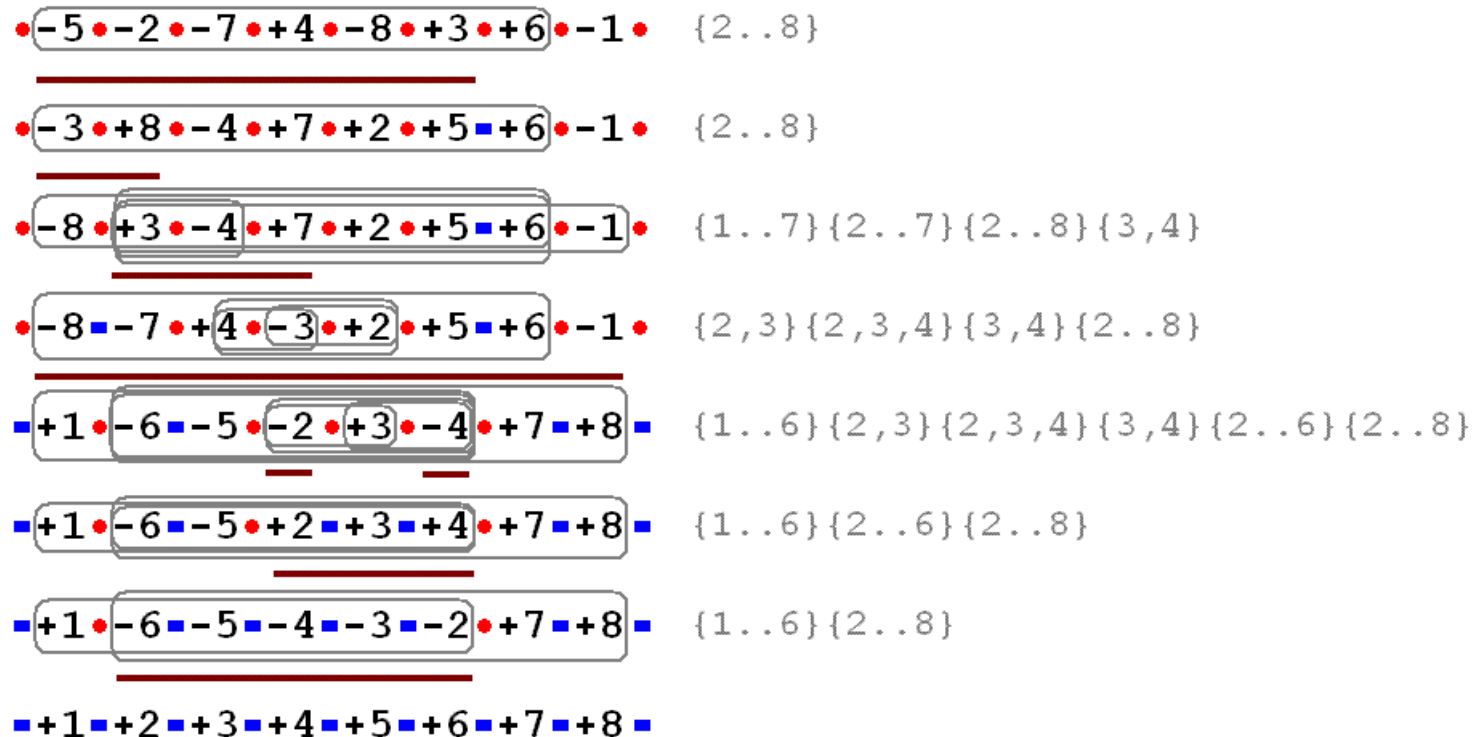 -5 -2 -7 +4 -8 +3 +6 -1 {2..8}
-3 +8 -4 +7 +2 +5 +6 -1 {2..8}
-8 +3 -4 +7 +2 +5 +6 -1 {1..7}{2..7}{2..8}{3,4}
-8 -7 +4 -3 +2 +5 +6 -1 {2,3}{2,3,4}{3,4}{2..8}
+1 -6 -5 -2 +3 -4 +7 +8 {1..6}{2,3}{2,3,4}{3,4}{2..6}{2..8}
+1 -6 -5 +2 +3 +4 +7 +8 {1..6}{2..6}{2..8}
+1 -6 -5 -4 -3 -2 +7 +8 {1..6}{2..8}
+1 +2 +3 +4 +5 +6 +7 +8